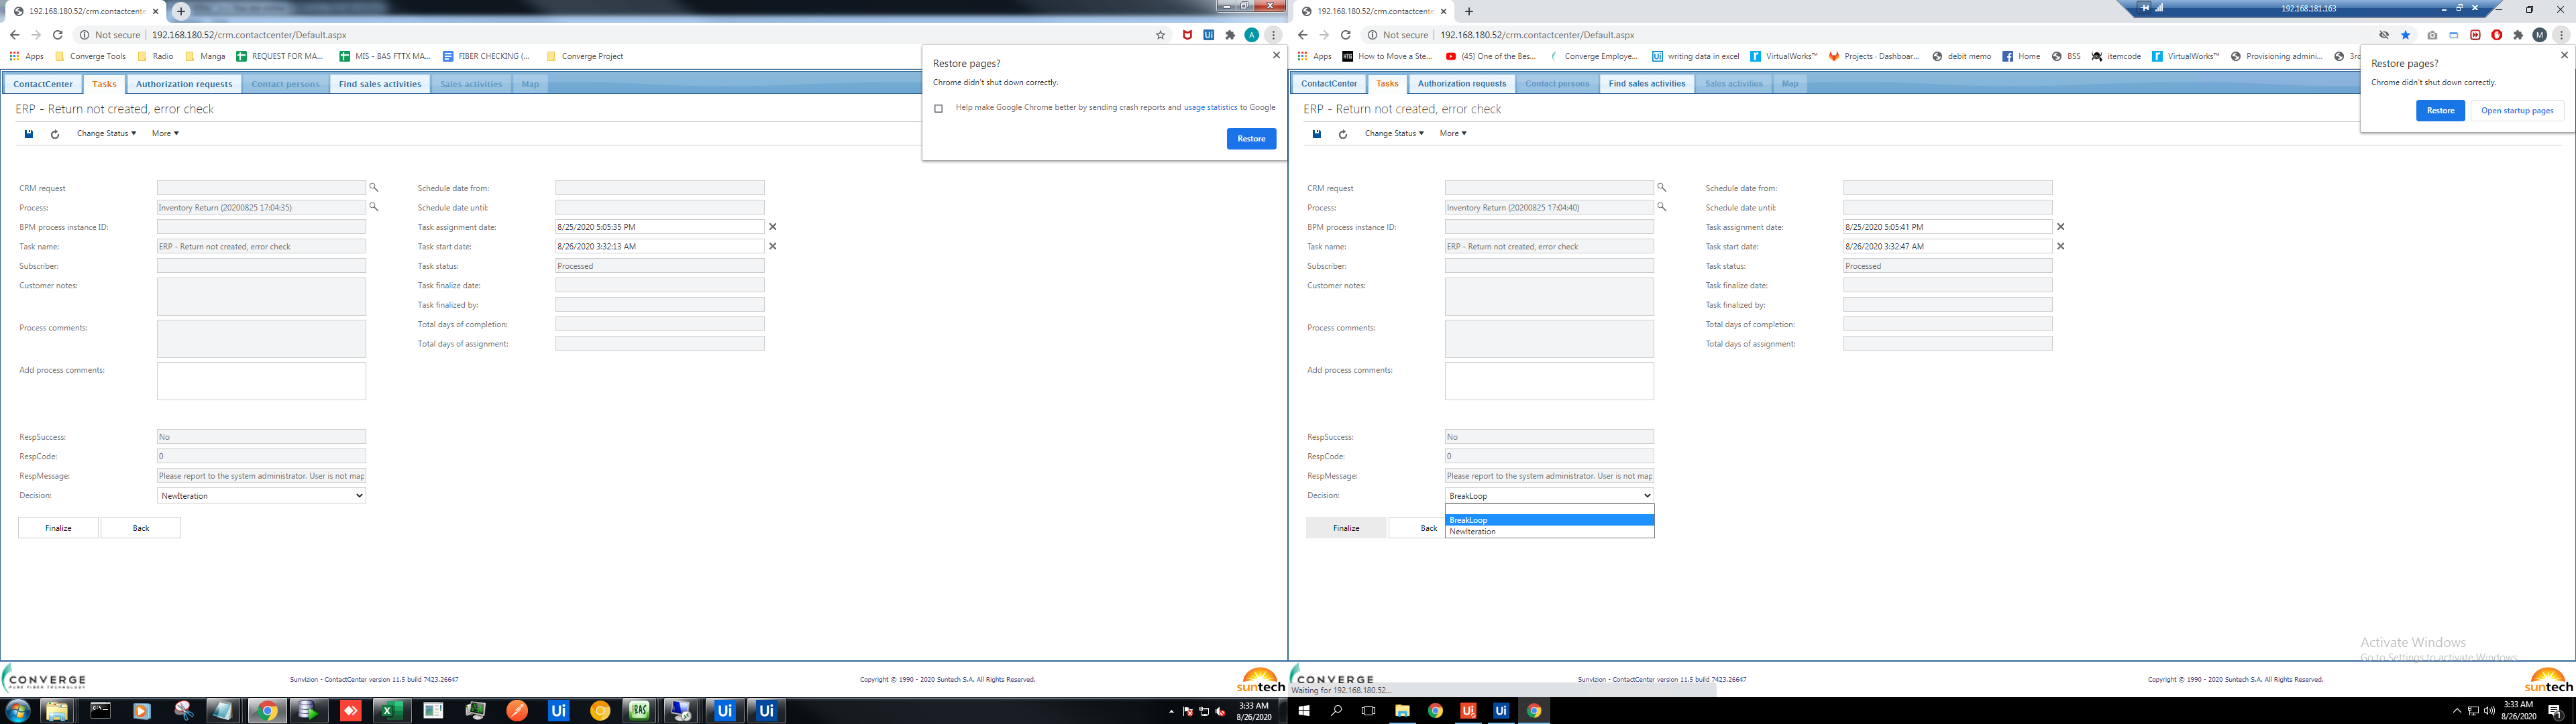 192.168.180.52/crm.contactcente
Not secure
192.168.180.52/crm.contactcenter/Default.aspx
A
Apps
Converge Tools
Radio
Manga
REQUEST FOR MA...
MIS - BAS FTTX MA...
FIBER CHECKING (...
Converge Project
Restore pages?
Chrome didn't shut down correctly.
Help make Google Chrome better by sending crash reports and usage statistics to Google
Restore
ContactCenter
Tasks
Authorization requests
Contact persons
Find sales activities
Sales activities
Map
ERP - Return not created, error check
Change Status
More
CRM request
Process:
Inventory Return (20200825 17:04:35)
BPM process instance ID:
Task name:
ERP - Return not created, error check
Subscriber:
Customer notes:
Process comments:
Add process comments:
Schedule date from:
Schedule date until:
Task assignment date:
8/25/2020 5:05:35 PM
Task start date:
8/26/2020 3:32:13 AM
Task status:
Processed
Task finalize date:
Task finalized by:
Total days of completion:
Total days of assignment:
RespSuccess:
No
RespCode:
0
RespMessage:
Please report to the system administrator. User is not map
Decision:
NewIteration
Finalize
Back
CONVERGE
PURE FIBER TECHNOLOGY
Sunvizion - ContactCenter version 11.5 build 7423.26647
Copyright © 1990 - 2020 Suntech S.A. All Rights Reserved.
suntech
3:33 AM
8/26/2020
192.168.180.52/crm.contactcente
192.168.181.163
Not secure
192.168.180.52/crm.contactcenter/Default.aspx
M
Apps
How to Move a Ste...
(45) One of the Bes...
Converge Employe...
writing data in excel
VirtualWorks™
Projects - Dashboar...
debit memo
Home
BSS
itemcode
VirtualWorks™
Provisioning admini...
Restore pages?
Chrome didn't shut down correctly.
Restore
Open startup pages
ContactCenter
Tasks
Authorization requests
Contact persons
Find sales activities
Sales activities
Map
ERP - Return not created, error check
Change Status
More
CRM request
Process:
Inventory Return (20200825 17:04:40)
BPM process instance ID:
Task name:
ERP - Return not created, error check
Subscriber:
Customer notes:
Process comments:
Add process comments:
Schedule date from:
Schedule date until:
Task assignment date:
8/25/2020 5:05:41 PM
Task start date:
8/26/2020 3:32:47 AM
Task status:
Processed
Task finalize date:
Task finalized by:
Total days of completion:
Total days of assignment:
RespSuccess:
No
RespCode:
0
RespMessage:
Please report to the system administrator. User is not map
Decision:
BreakLoop
BreakLoop
NewIteration
Finalize
Back
Activate Windows
Go to Settings to activate Windows.
CONVERGE
Waiting for 192.168.180.52...
Sunvizion - ContactCenter version 11.5 build 7423.26647
Copyright © 1990 - 2020 Suntech S.A. All Rights Reserved.
suntech
3:33 AM
8/26/2020